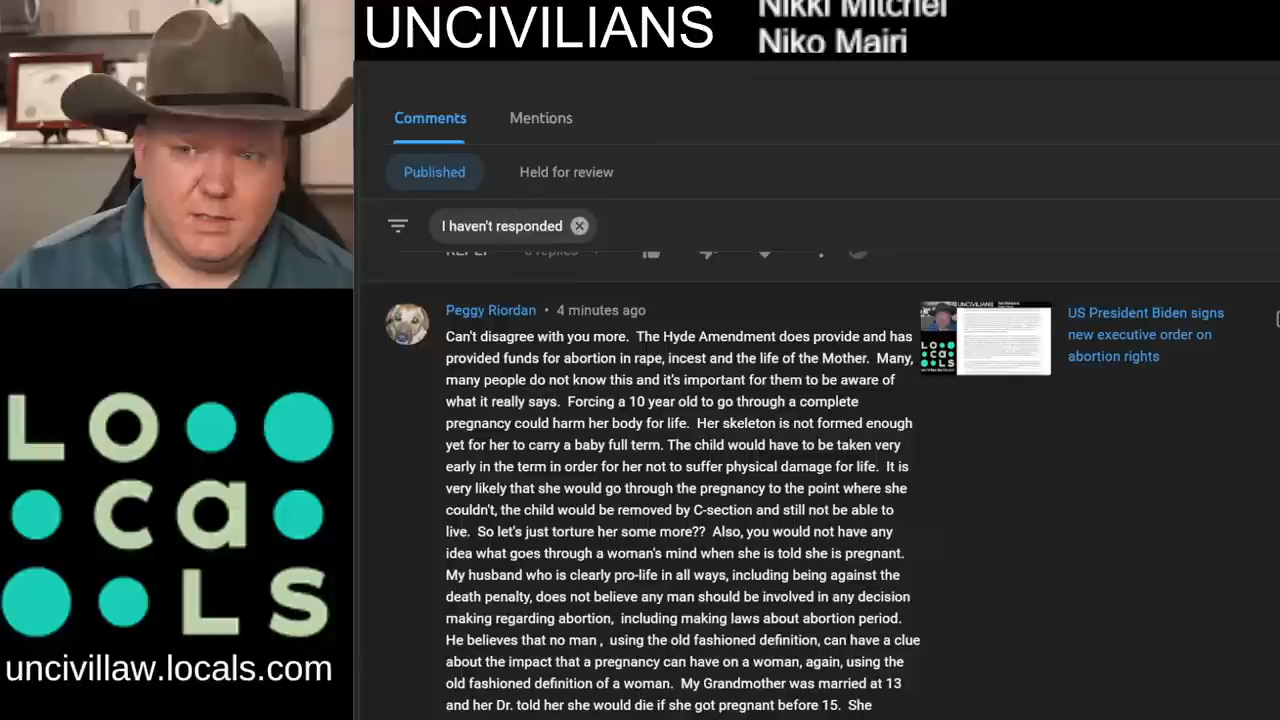 UNCIVILIANS
Nikki Mitchel
Niko Mairi
Comments
Mentions
Published
Held for review
I haven't responded
Peggy Riordan • 4 minutes ago
Can't disagree with you more. The Hyde Amendment does provide and has
provided funds for abortion in rape, incest and the life of the Mother. Many,
many people do not know this and it's important for them to be aware of
what it really says. Forcing a 10 year old to go through a complete
pregnancy could harm her body for life. Her skeleton is not formed enough
yet for her to carry a baby full term. The child would have to be taken very
early in the term in order for her not to suffer physical damage for life. It is
very likely that she would go through the pregnancy to the point where she
couldn't, the child would be removed by C-section and still not be able to
live. So let's just torture her some more?? Also, you would not have any
idea what goes through a woman's mind when she is told she is pregnant.
My husband who is clearly pro-life in all ways, including being against the
death penalty, does not believe any man should be involved in any decision
making regarding abortion, including making laws about abortion period.
He believes that no man , using the old fashioned definition, can have a clue
about the impact that a pregnancy can have on a woman, again, using the
old fashioned definition of a woman. My Grandmother was married at 13
and her Dr. told her she would die if she got pregnant before 15. She
US President Biden signs
new executive order on
abortion rights
LOCALS
uncivillaw.locals.com